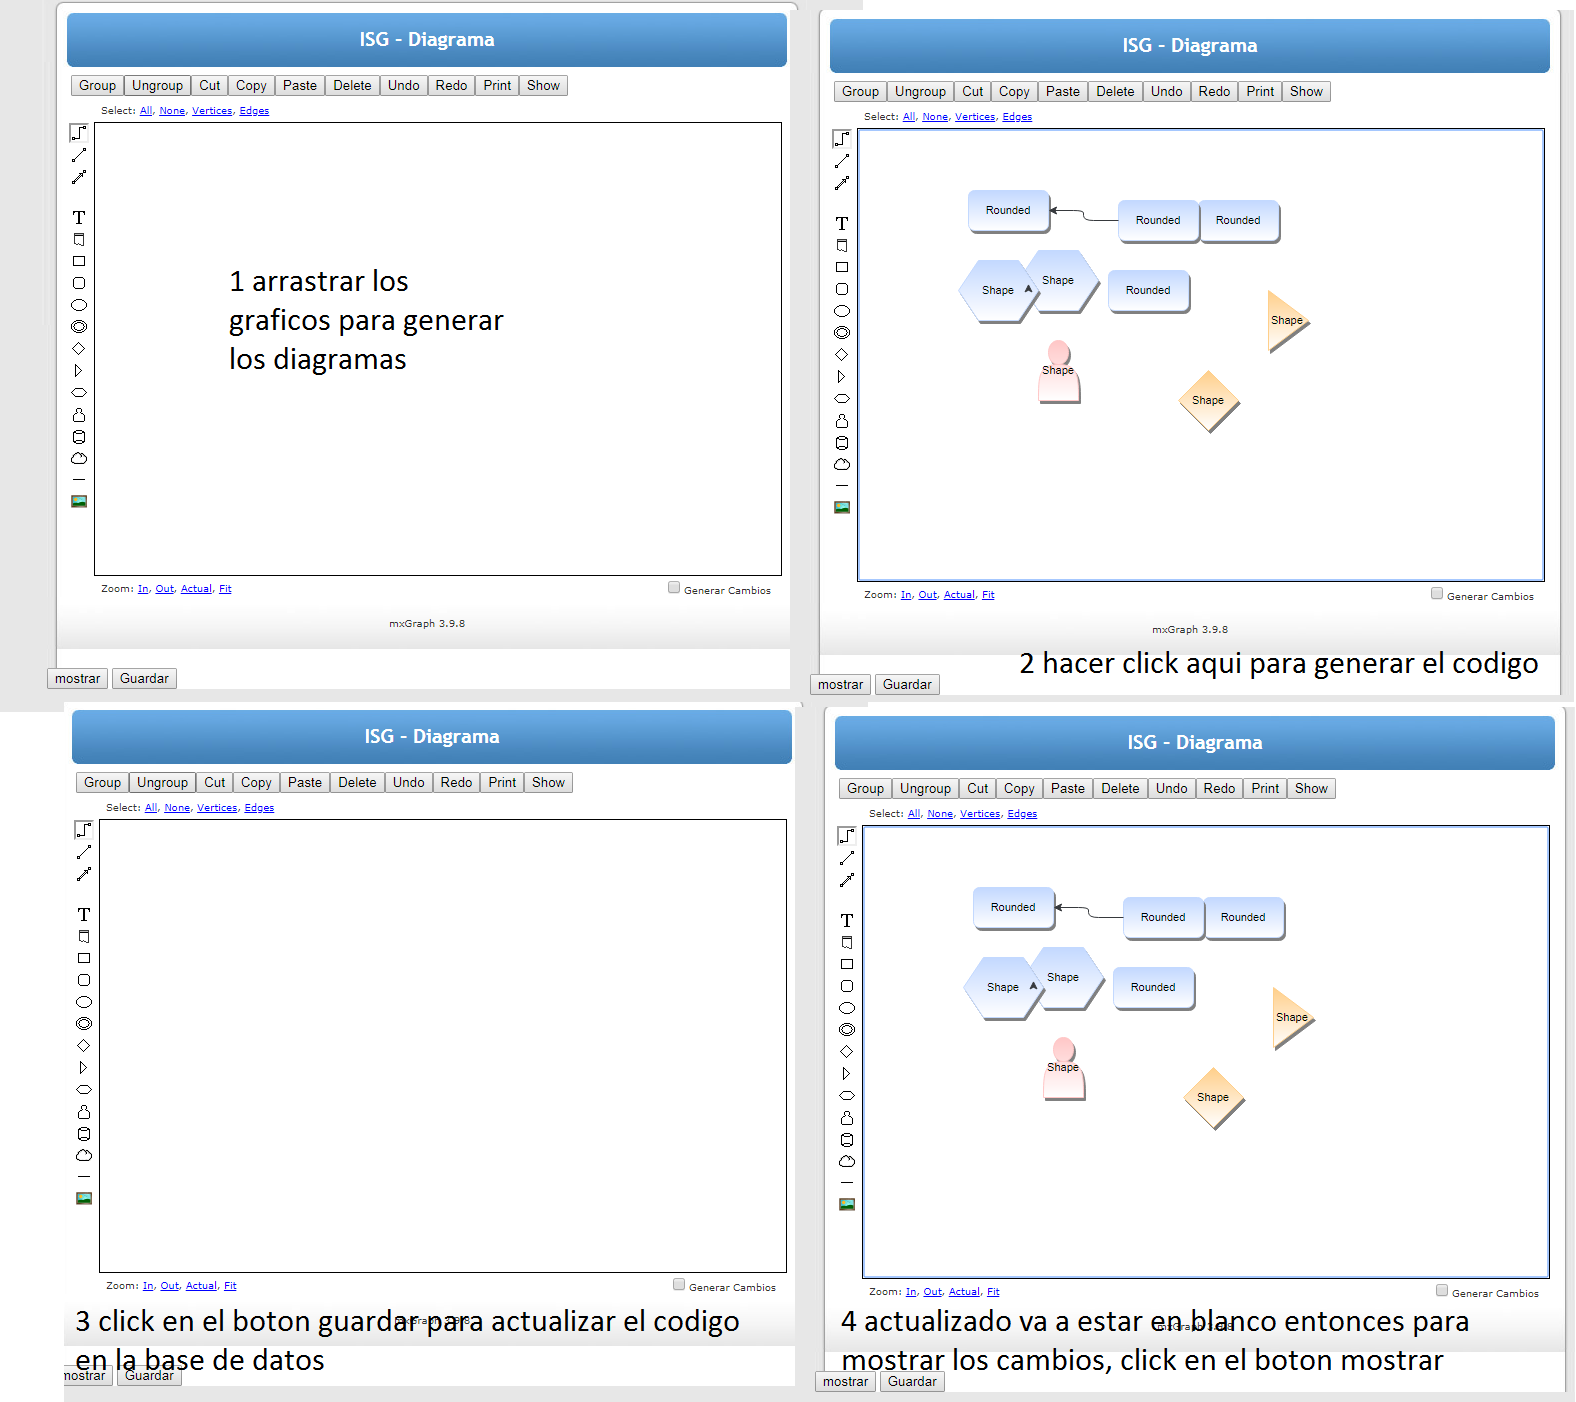 ISG - Diagrama
Group Ungroup Cut Copy Paste Delete Undo Redo Print Show
Select: All, None, Vertices, Edges
T
1 arrastrar los
graficos para generar
los diagramas
Zoom: In, Out, Actual, Fit
Generar Cambios
mxGraph 3.9.8
mostrar Guardar
ISG - Diagrama
Group Ungroup Cut Copy Paste Delete Undo Redo Print Show
Select: All, None, Vertices, Edges
T
Rounded
Rounded
Rounded
Shape
Shape
Rounded
Shape
Shape
Shape
Zoom: In, Out, Actual, Fit
Generar Cambios
mxGraph 3.9.8
2 hacer click aqui para generar el codigo
mostrar Guardar
ISG - Diagrama
Group Ungroup Cut Copy Paste Delete Undo Redo Print Show
Select: All, None, Vertices, Edges
T
Zoom: In, Out, Actual, Fit
Generar Cambios
3 click en el boton guardar para actualizar el codigo
mxGraph 3.9.8
en la base de datos
mostrar Guardar
ISG - Diagrama
Group Ungroup Cut Copy Paste Delete Undo Redo Print Show
Select: All, None, Vertices, Edges
T
Rounded
Rounded
Rounded
Shape
Shape
Rounded
Shape
Shape
Shape
Zoom: In, Out, Actual, Fit
Generar Cambios
4 actualizado va a estar en blanco entonces para
mxGraph 3.9.8
mostrar los cambios, click en el boton mostrar
mostrar Guardar